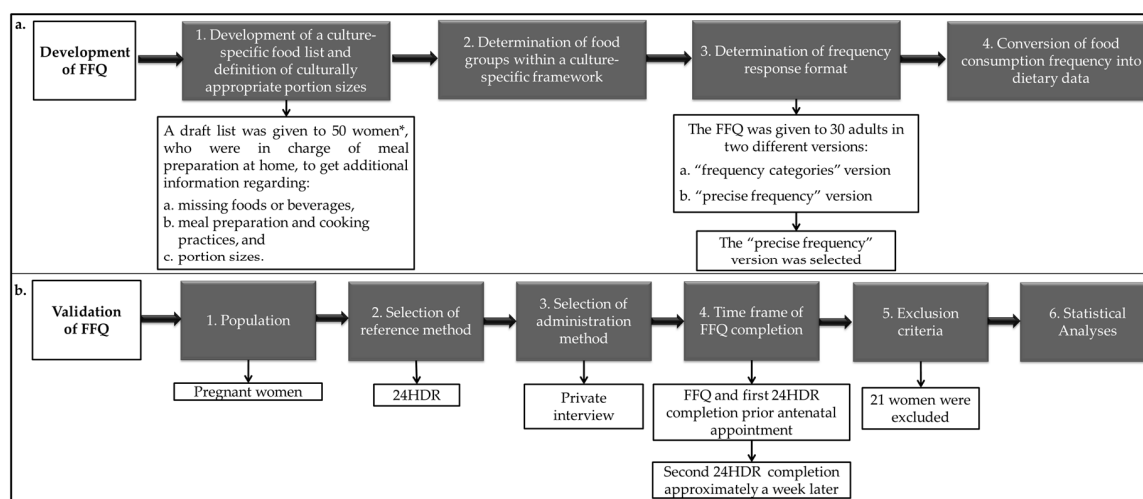 a.
Development
of FFQ
1. Development of a culture-
specific food list and
definition of culturally
appropriate portion sizes
2. Determination of food
groups within a culture-
specific framework
3. Determination of frequency
response format
4. Conversion of food
consumption frequency into
dietary data
A draft list was given to 50 women*,
who were in charge of meal
preparation at home, to get additional
information regarding:
a. missing foods or beverages,
b. meal preparation and cooking
practices, and
c. portion sizes.
The FFQ was given to 30 adults in
two different versions:
a. “frequency categories” version
b. “precise frequency” version
The “precise frequency”
version was selected
b.
Validation
of FFQ
1. Population
2. Selection of
reference method
3. Selection of
administration
method
4. Time frame of
FFQ completion
5. Exclusion
criteria
6. Statistical
Analyses
Pregnant women
24HDR
Private
interview
FFQ and first 24HDR
completion prior antenatal
appointment
21 women were
excluded
Second 24HDR completion
approximately a week later